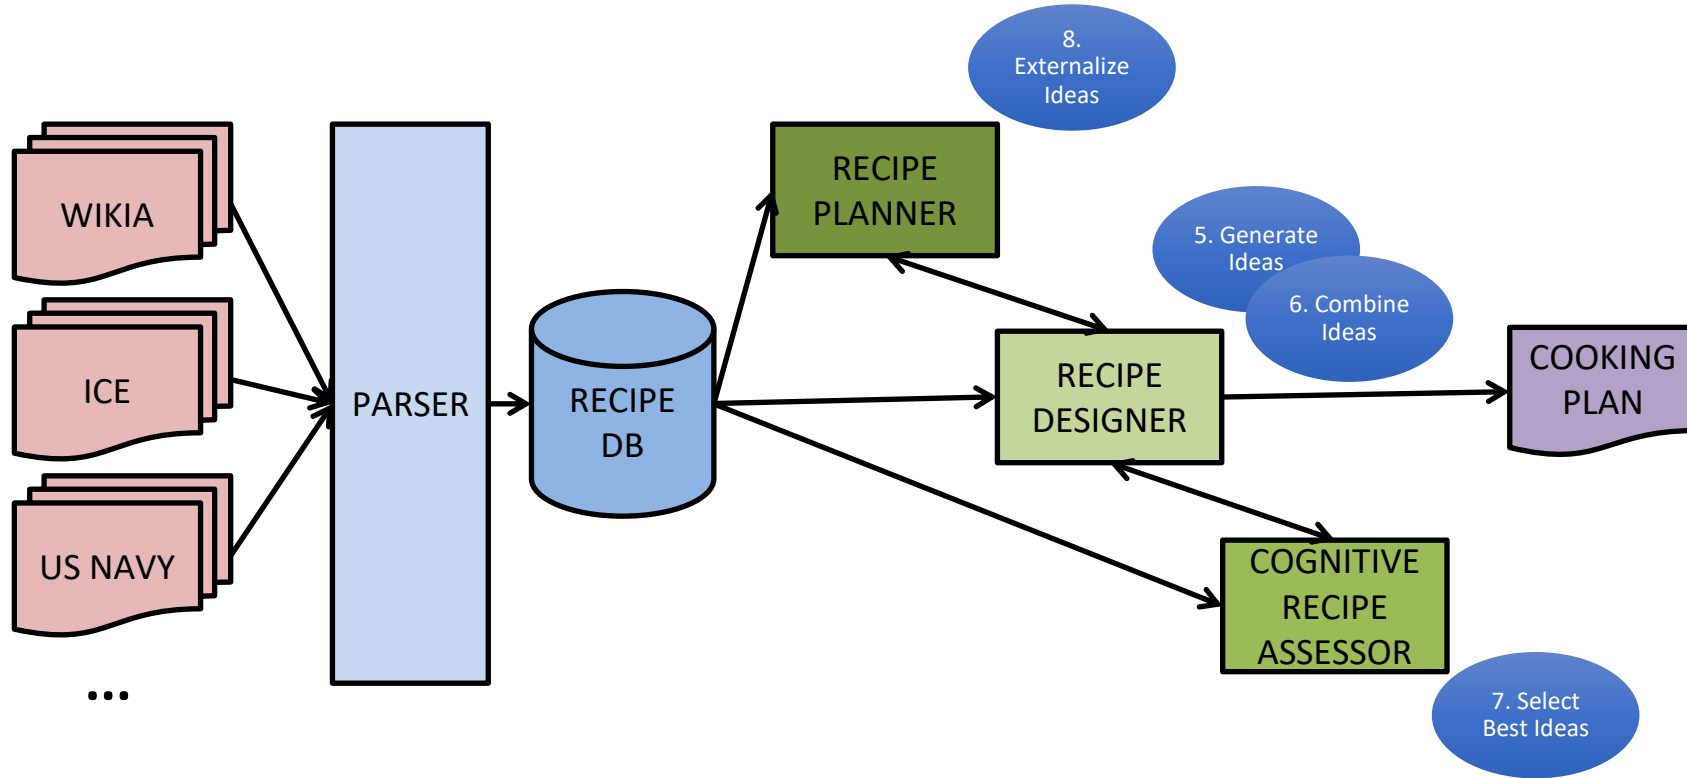 8.
Externalize
Ideas
WIKIA
RECIPE
PLANNER
5. Generate
Ideas
6. Combine
Ideas
ICE
PARSER
RECIPE
DB
RECIPE
DESIGNER
COOKING
PLAN
US NAVY
COGNITIVE
RECIPE
ASSESSOR
...
7. Select
Best Ideas